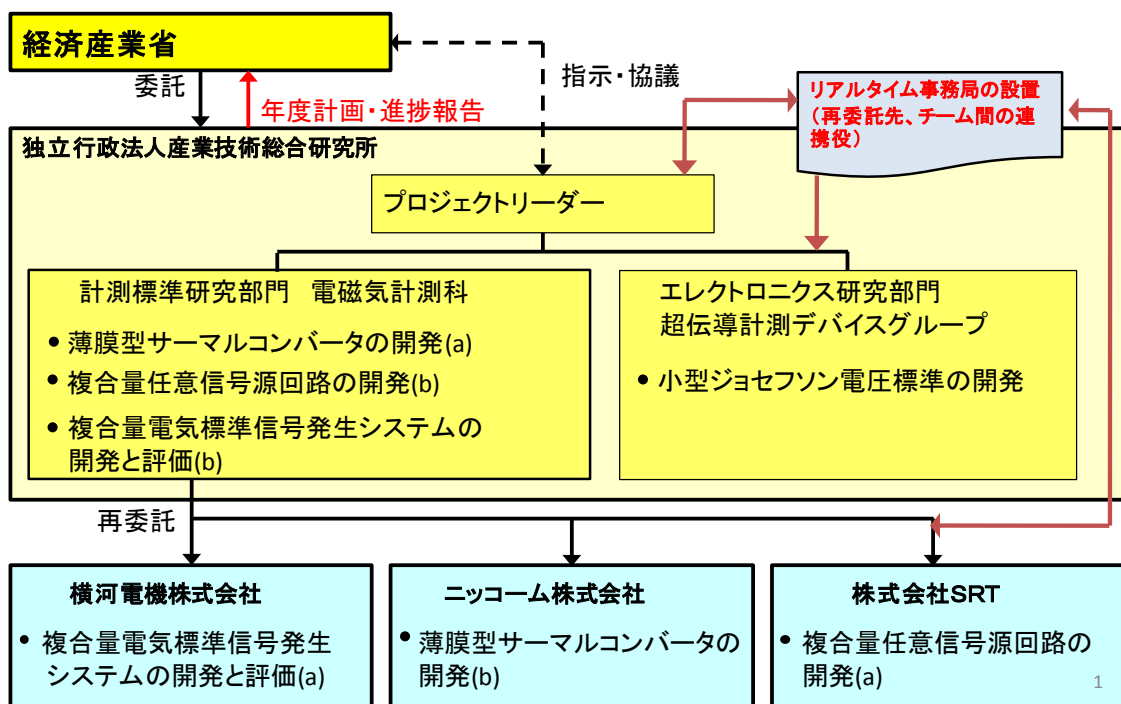 経済産業省
委託
年度計画・進捗報告
指示・協議
リアルタイム事務局の設置
（再委託先、チーム間の連
携役）
独立行政法人産業技術総合研究所
プロジェクトリーダー
計測標準研究部門　電磁気計測科
• 薄膜型サーマルコンバータの開発(a)
• 複合量任意信号源回路の開発(b)
• 複合量電気標準信号発生システムの
開発と評価(b)
エレクトロニクス研究部門
超伝導計測デバイスグループ
• 小型ジョセフソン電圧標準の開発
再委託
横河電機株式会社
• 複合量電気標準信号発生
システムの開発と評価(a)
ニッコーム株式会社
• 薄膜型サーマルコンバータの
開発(b)
株式会社SRT
• 複合量任意信号源回路の
開発(a)
1